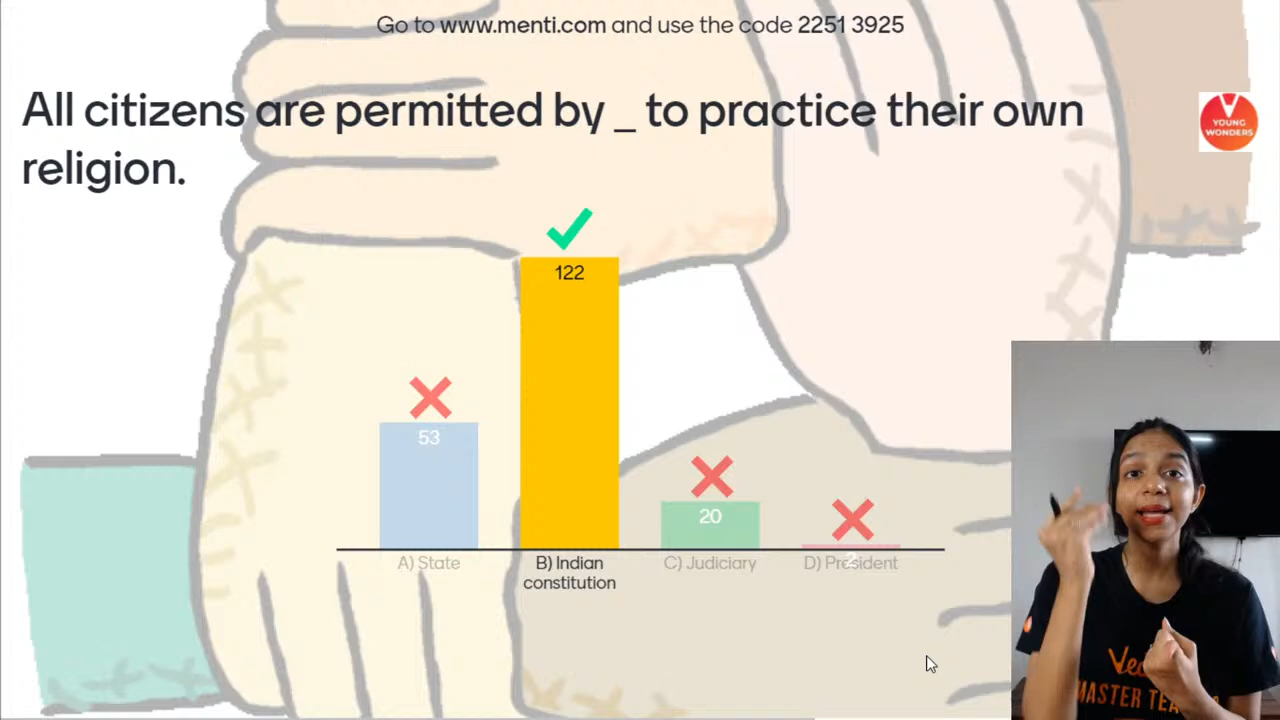 Go to www.menti.com and use the code 2251 3925
All citizens are permitted by _ to practice their own
religion.
V
YOUNG
WONDERS
122
53
20
2
A) State
B) Indian
constitution
C) Judiciary
D) President
MASTER